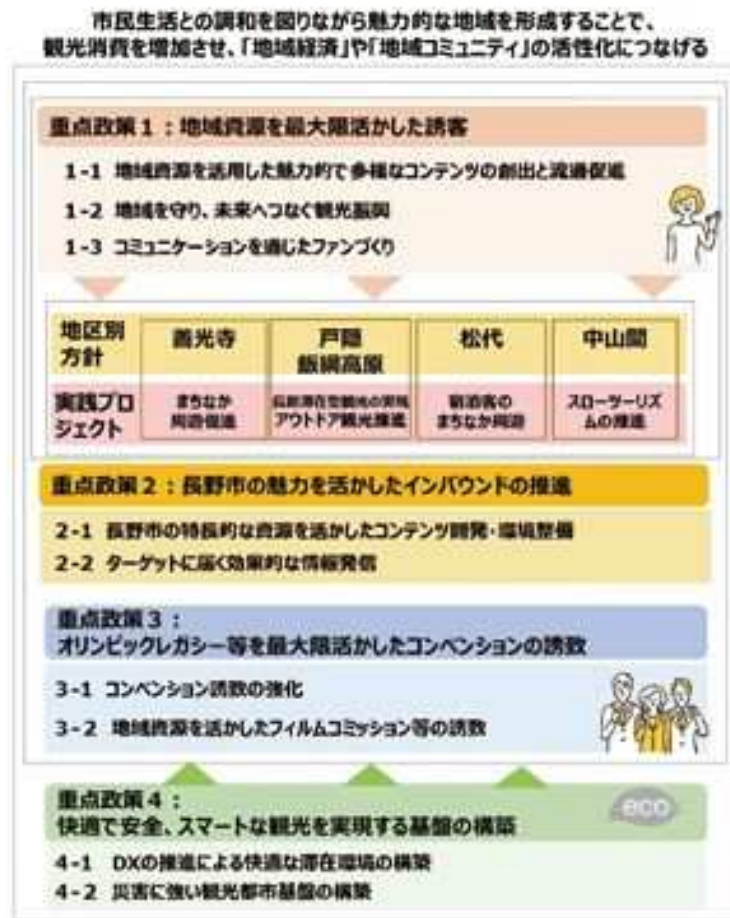 市民生活との調和を図りながら魅力的な地域を形成することで、
観光消費を増加させ、「地域経済」や「地域コミュニティ」の活性化につなげる
重点政策1：地域資源を最大限活かした誘客
1-1 地域資源を活用した魅力的で多様なコンテンツの創出と流通促進
1-2 地域を守り、未来へつなぐ観光振興
1-3 コミュニケーションを通じたファンづくり
地区別
方針
善光寺
戸隠
飯綱高原
松代
中山間
実践プロ
ジェクト
まちなか
周遊促進
長期滞在型観光の実現
アウトドア観光推進
宿泊客の
まちなか周遊
スローツーリズ
ムの推進
重点政策2：長野市の魅力を活かしたインバウンドの推進
2-1 長野市の特長的な資源を活かしたコンテンツ開発・環境整備
2-2 ターゲットに届く効果的な情報発信
重点政策3：
オリンピックレガシー等を最大限活かしたコンベンションの誘致
3-1 コンベンション誘致の強化
3-2 地域資源を活かしたフィルムコミッション等の誘致
重点政策4：
快適で安全、スマートな観光を実現する基盤の構築
eco
4-1 DXの推進による快適な滞在環境の構築
4-2 災害に強い観光都市基盤の構築